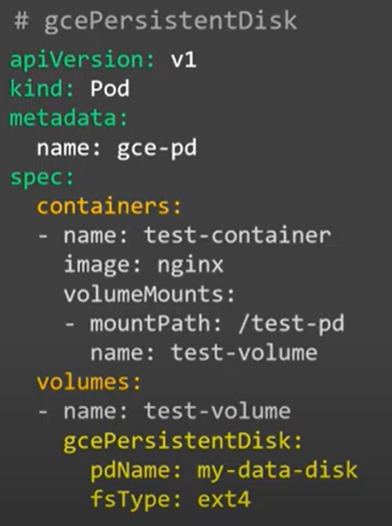 # gcePersistentDisk
apiVersion: v1
kind: Pod
metadata:
  name: gce-pd
spec:
  containers:
  - name: test-container
    image: nginx
    volumeMounts:
    - mountPath: /test-pd
      name: test-volume
  volumes:
  - name: test-volume
    gcePersistentDisk:
      pdName: my-data-disk
      fsType: ext4